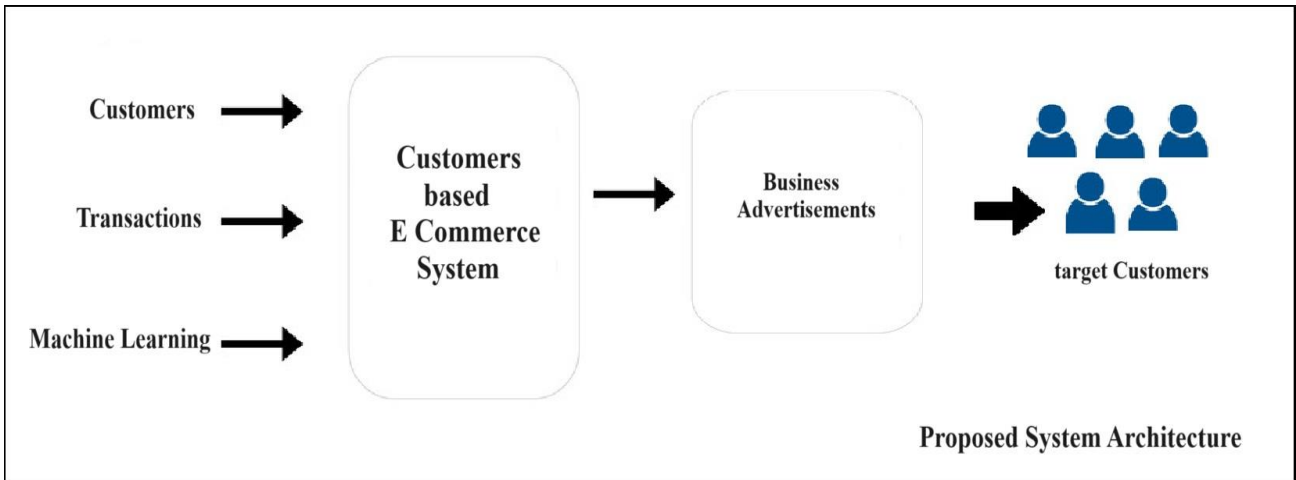 Customers
Transactions
Machine Learning
Customers
based
E Commerce
System
Business
Advertisements
target Customers
Proposed System Architecture